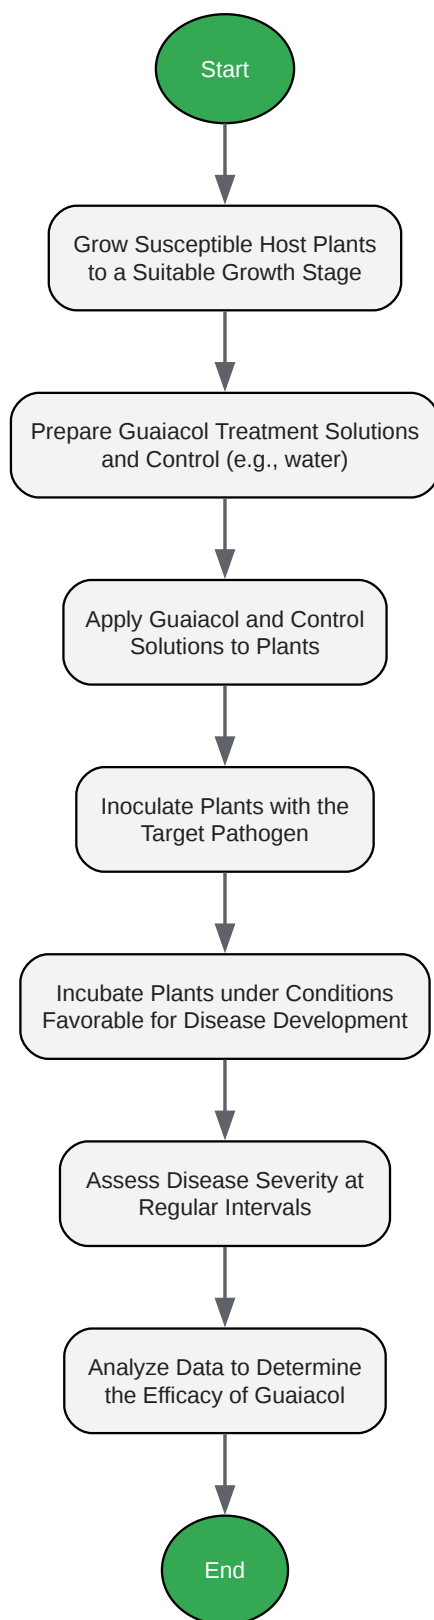 Start
Grow Susceptible Host Plants
to a Suitable Growth Stage
Prepare Guaiacol Treatment Solutions
and Control (e.g., water)
Apply Guaiacol and Control
Solutions to Plants
Inoculate Plants with the
Target Pathogen
Incubate Plants under Conditions
Favorable for Disease Development
Assess Disease Severity at
Regular Intervals
Analyze Data to Determine
the Efficacy of Guaiacol
End